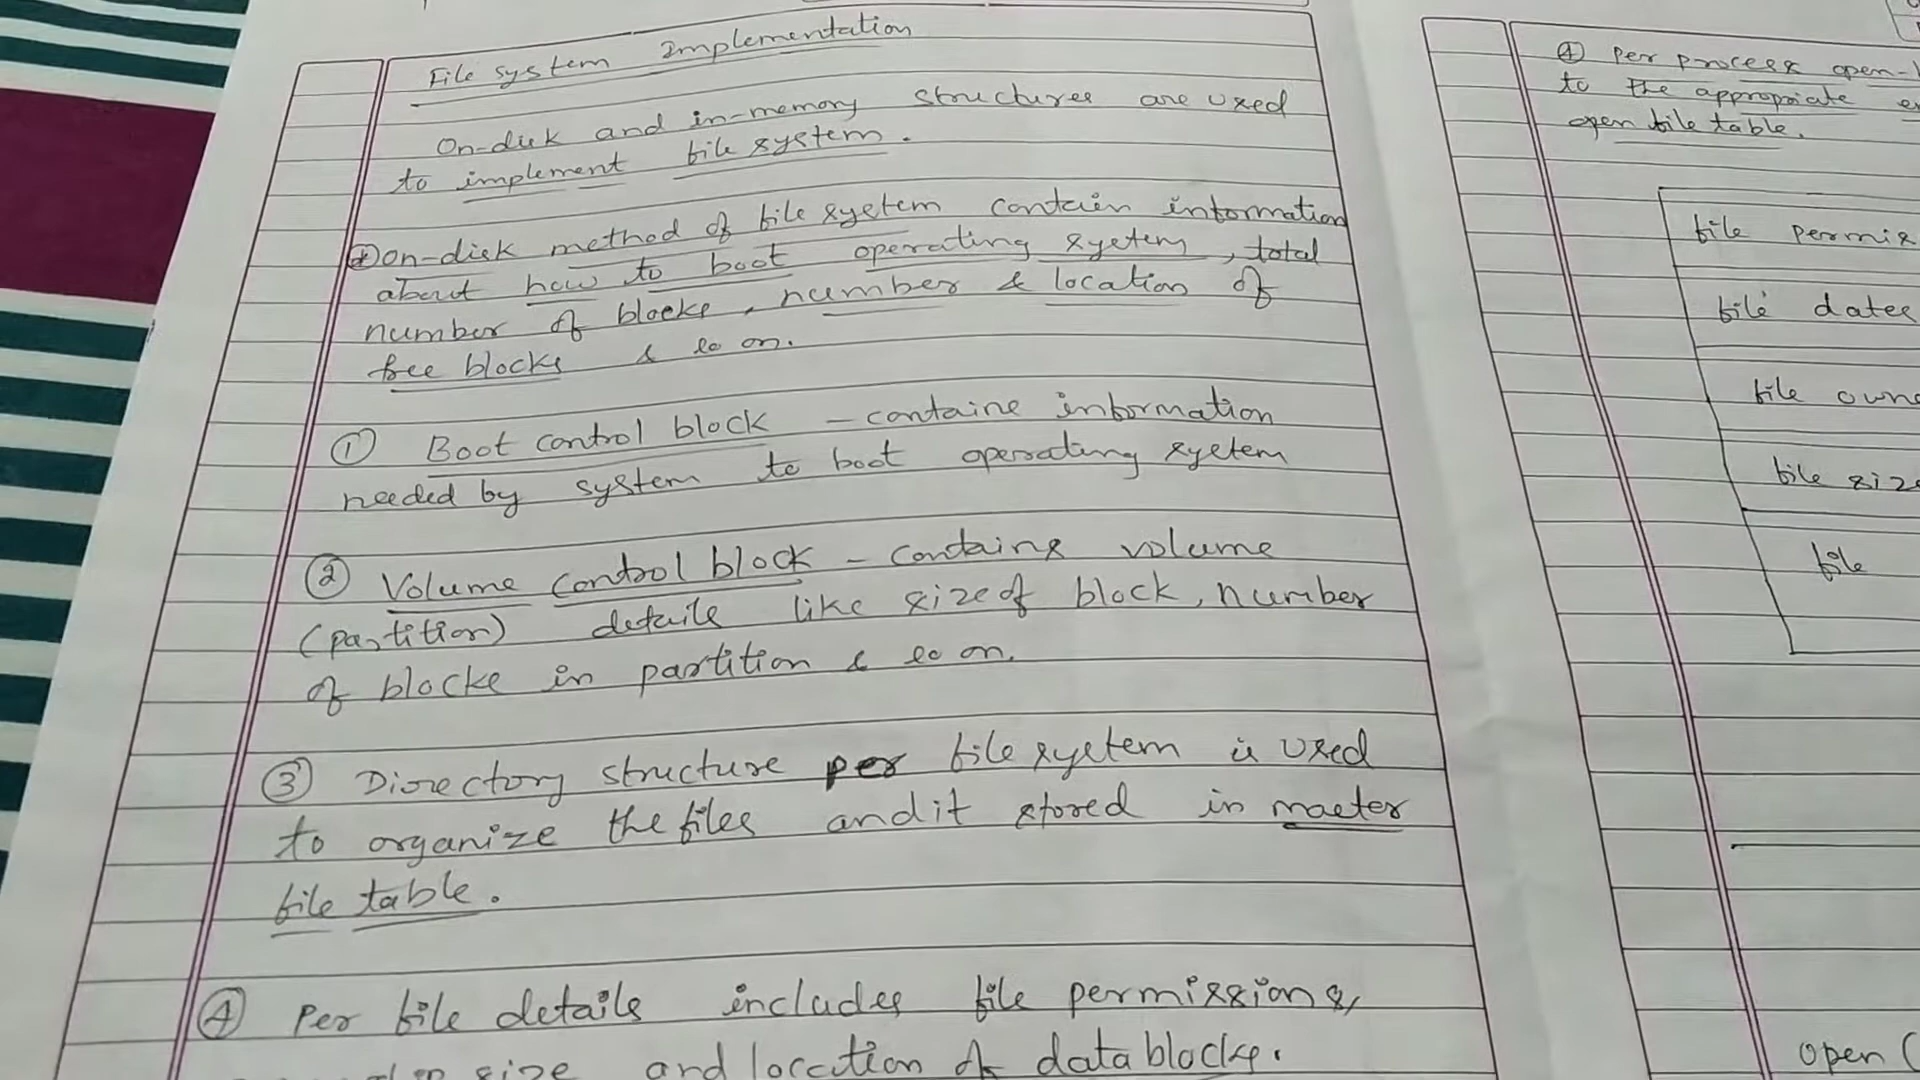 File system Implementation
On-disk and in-memory structures are used
to implement file system.
On-disk method of file system contain information
about how to boot operating system, total
number of blocks, number & location of
free blocks & so on.
① Boot control block - contains information
needed by system to boot operating system
② Volume control block - contains volume
(partition) details like size of block, number
of blocks in partition & so on.
③ Directory structure per file system is used
to organize the files and it stored in master
file table.
④ Per file details includes file permissions,
size and location of data blocks.
④ Per process open-
to the appropriate
open file table.
file permis
file dates
file owne
file size
file
open (